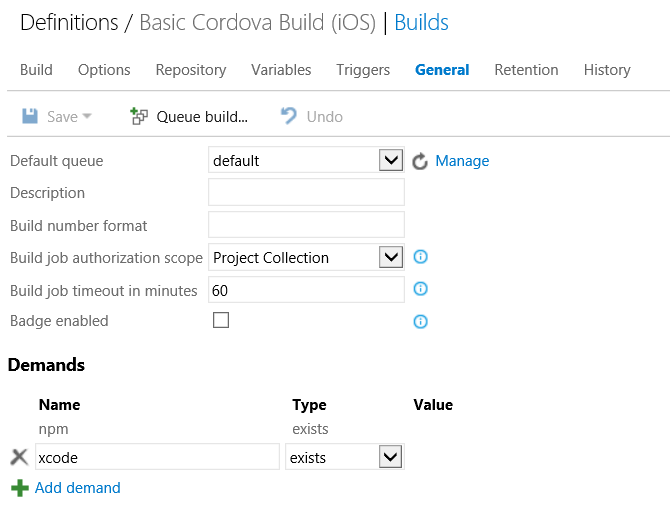 Definitions / Basic Cordova Build (iOS) | Builds
Build Options Repository Variables Triggers General Retention History
Save Queue build... Undo
Default queue default Manage
Description
Build number format
Build job authorization scope Project Collection
Build job timeout in minutes 60
Badge enabled
Demands
Name Type Value
npm exists
xcode exists
Add demand